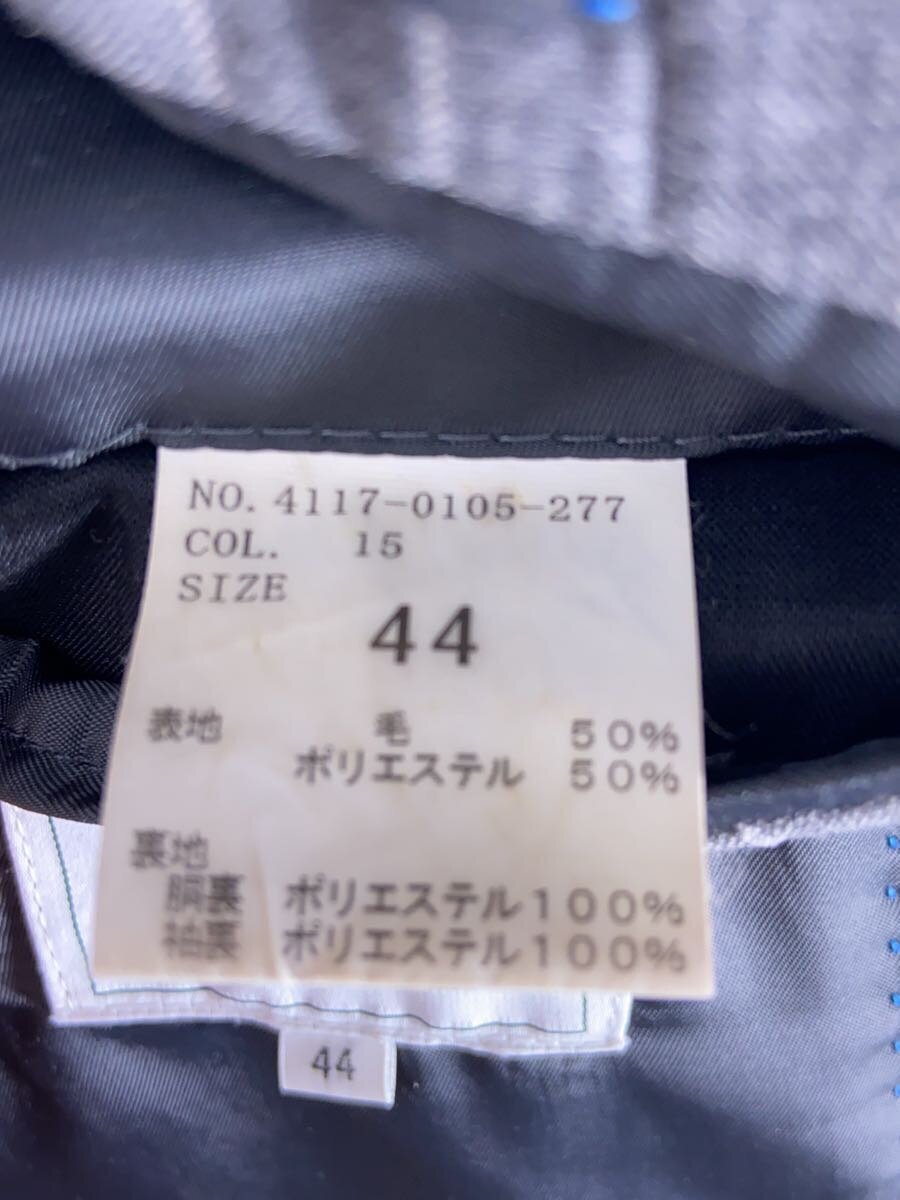 NO. 4117-0105-277
COL. 15
SIZE
44
表地 毛 50%
ポリエステル 50%
裏地
胴裏 ポリエステル100%
袖裏 ポリエステル100%
44